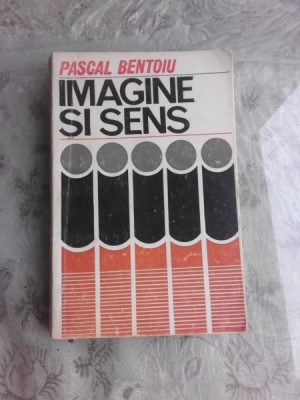 PASCAL BENTOIU
IMAGINE
SI SENS